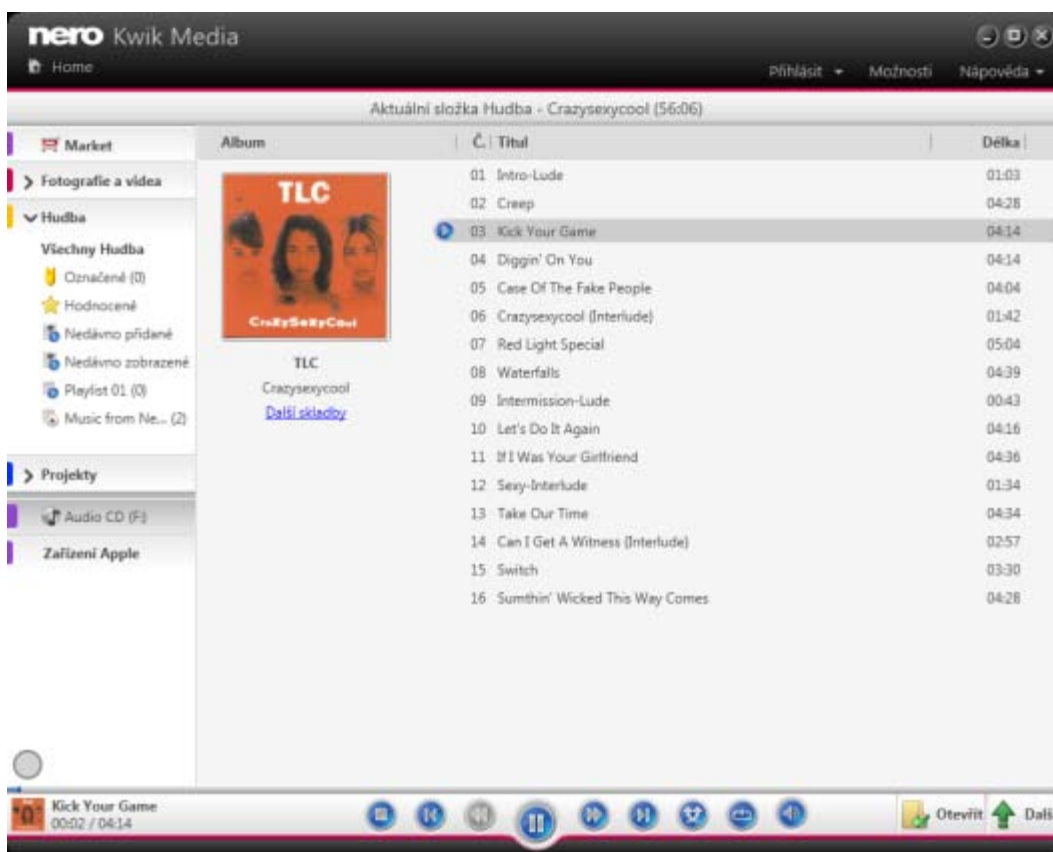 nero Kwik Media
Home
Přihlásit
Možnosti
Nápověda
Aktuální složka Hudba - Crazysexycool (56:06)
Market
Fotografie a videa
Hudba
Všechny Hudba
Označené (0)
Hodnocené
Nedávno přidané
Nedávno zobrazené
Playlist 01 (0)
Music from Ne... (2)
Projekty
Audio CD (F:)
Zařízení Apple
Album
TLC
CrazySexyCool
TLC
Crazysexycool
Další skladby
Č. Titul Délka
01 Intro-Lude 01:03
02 Creep 04:28
03 Kick Your Game 04:14
04 Diggin' On You 04:14
05 Case Of The Fake People 04:04
06 Crazysexycool (Interlude) 01:42
07 Red Light Special 05:04
08 Waterfalls 04:39
09 Intermission-Lude 00:43
10 Let's Do It Again 04:16
11 If I Was Your Girlfriend 04:36
12 Sexy-Interlude 01:34
13 Take Our Time 04:34
14 Can I Get A Witness (Interlude) 02:57
15 Switch 03:30
16 Sumthin' Wicked This Way Comes 04:28
Kick Your Game
00:02 / 04:14
Otevřít
Dalš